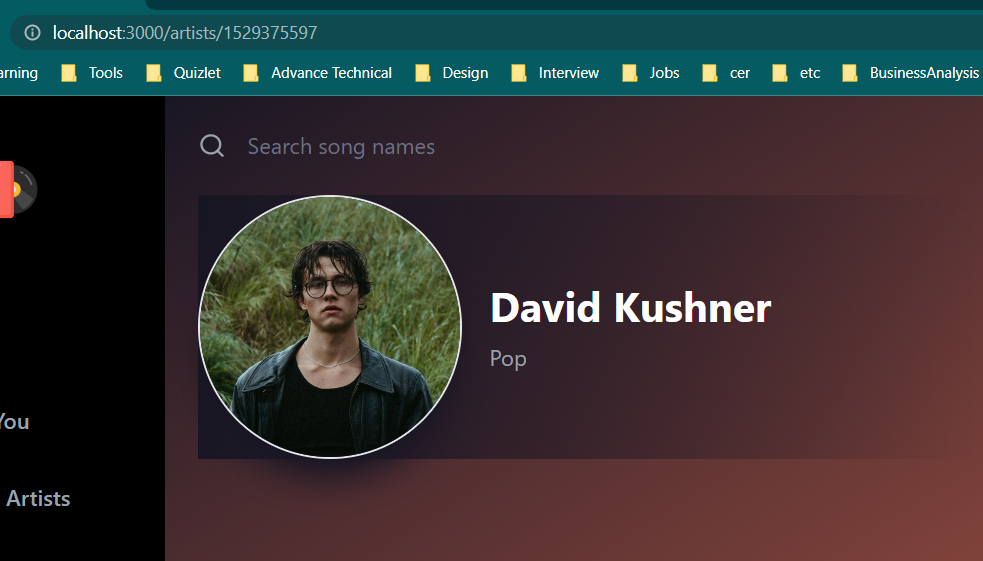 localhost:3000/artists/1529375597
arning Tools Quizlet Advance Technical Design Interview Jobs cer etc BusinessAnalysis
Search song names
David Kushner
Pop
You
Artists